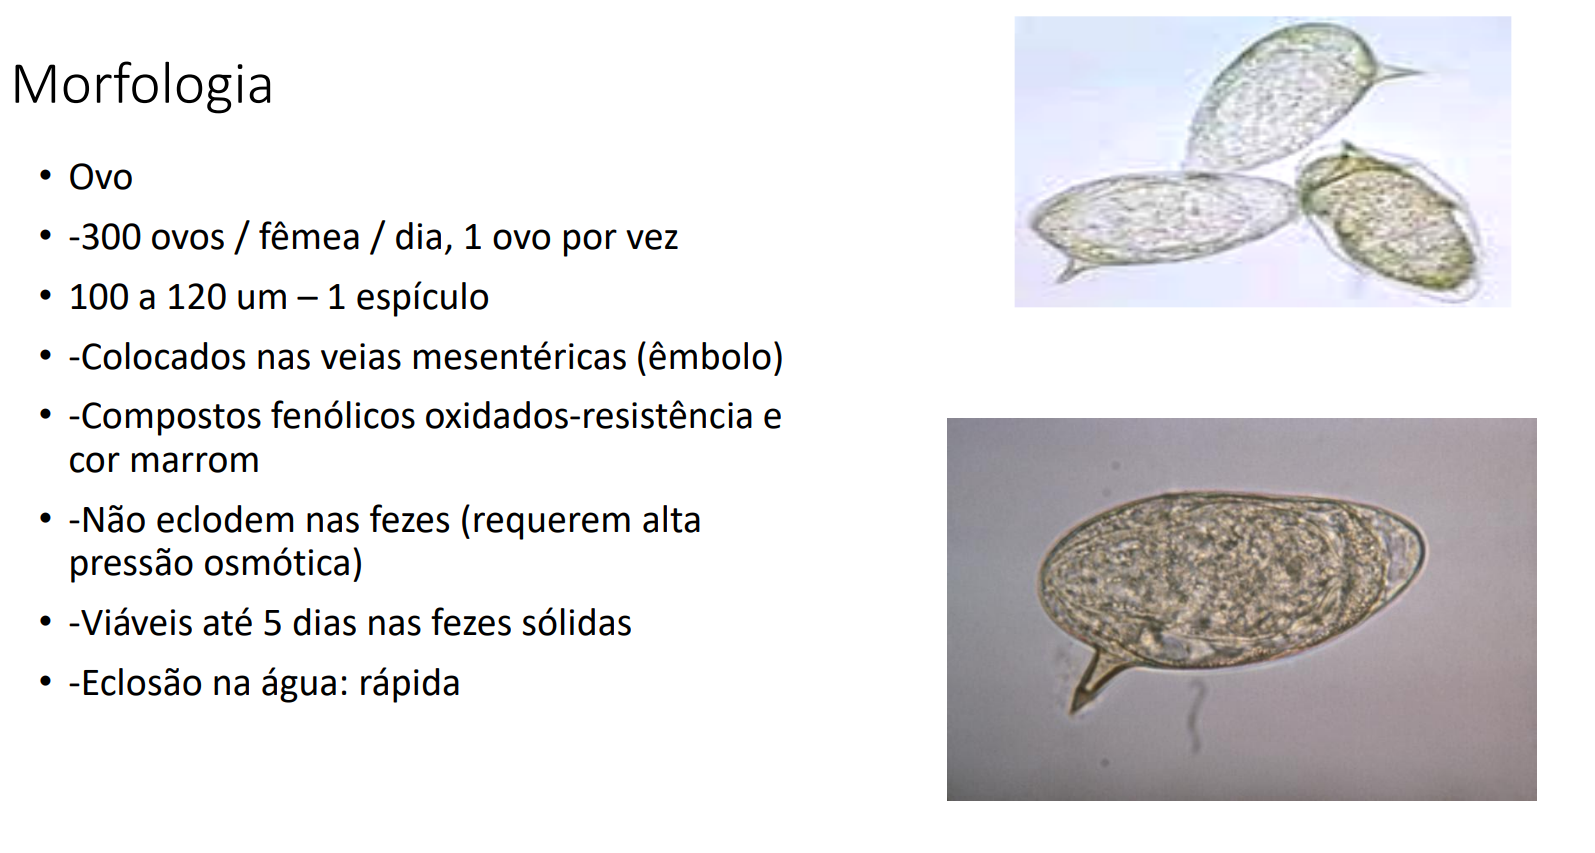 Morfologia
• Ovo
• -300 ovos / fêmea / dia, 1 ovo por vez
• 100 a 120 um – 1 espículo
• -Colocados nas veias mesentéricas (êmbolo)
• -Compostos fenólicos oxidados-resistência e
cor marrom
• -Não eclodem nas fezes (requerem alta
pressão osmótica)
• -Viáveis até 5 dias nas fezes sólidas
• -Eclosão na água: rápida